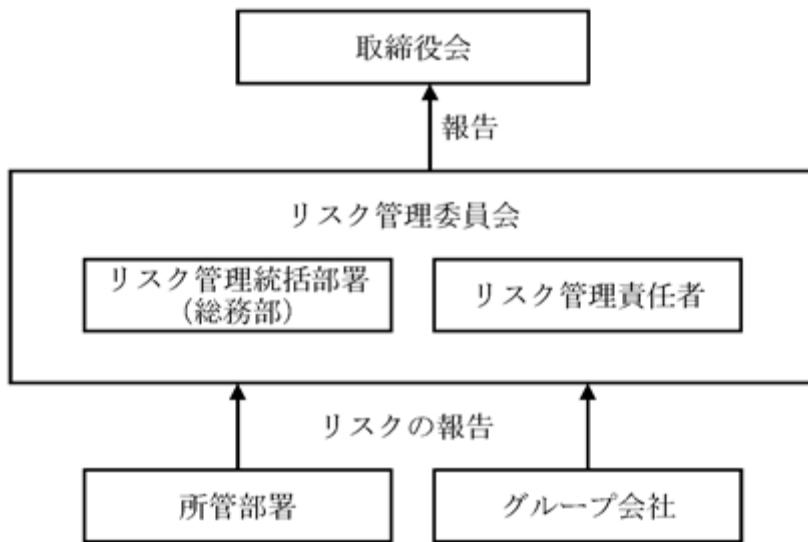 取締役会
報告
リスク管理委員会
リスク管理統括部署
（総務部）
リスク管理責任者
リスクの報告
所管部署
グループ会社